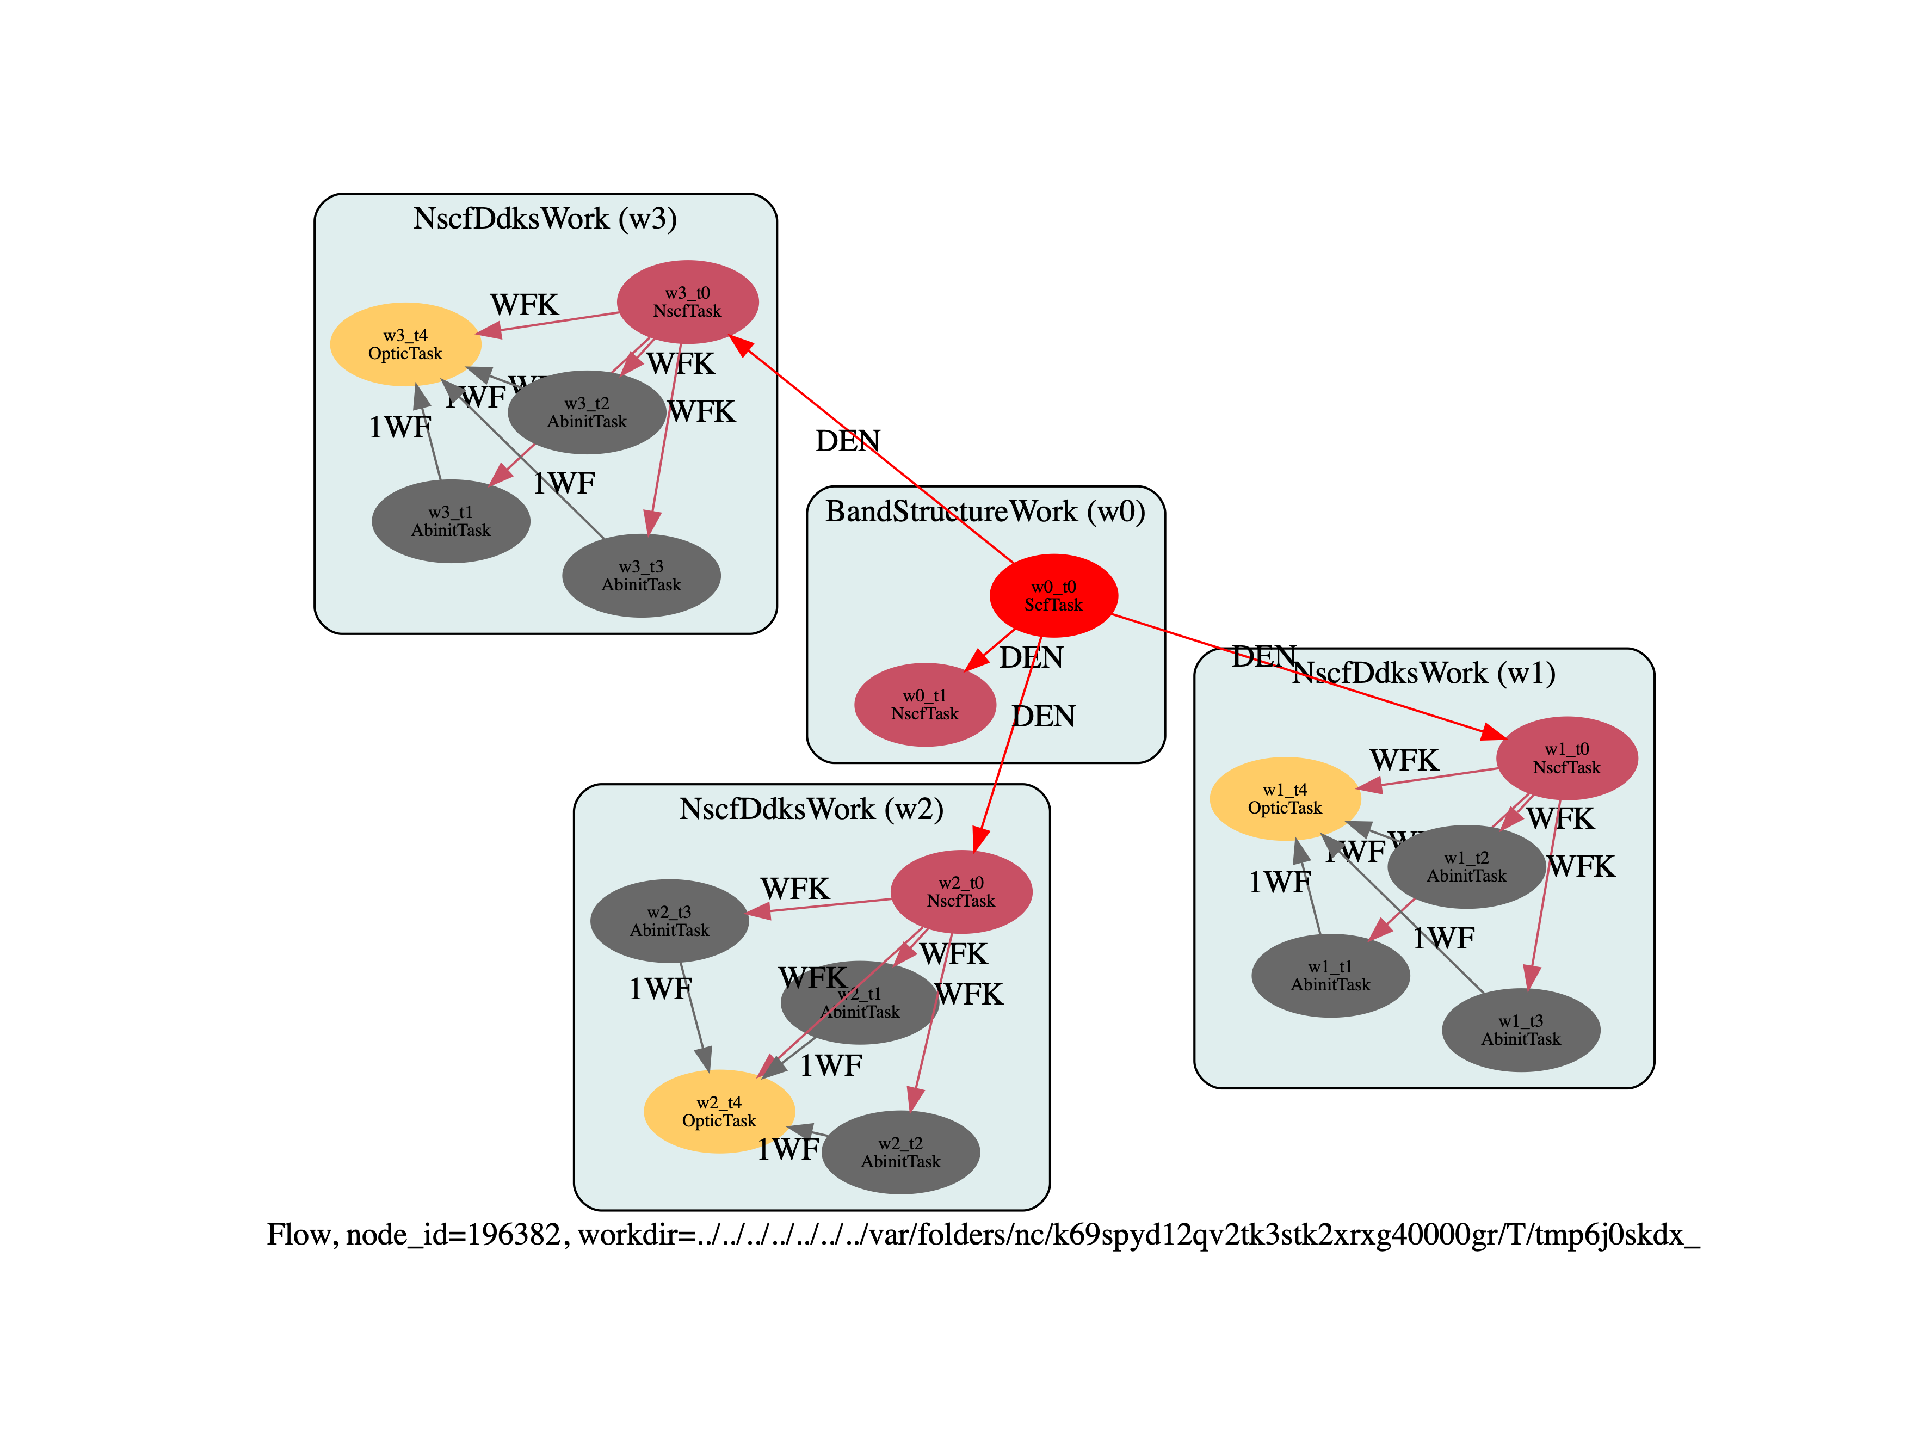 NscfDdksWork (w3)
w3_t0
NscfTask
WFK
w3_t4
OpticTask
WFK
1WF
w3_t2
AbinitTask
WFK
1WF
1WF
w3_t1
AbinitTask
w3_t3
AbinitTask
DEN
BandStructureWork (w0)
w0_t0
ScfTask
DEN
w0_t1
NscfTask
DEN
DEN
NscfDdksWork (w1)
w1_t0
NscfTask
WFK
w1_t4
OpticTask
WFK
1WF
w1_t2
AbinitTask
WFK
1WF
1WF
w1_t1
AbinitTask
w1_t3
AbinitTask
NscfDdksWork (w2)
w2_t0
NscfTask
WFK
w2_t3
AbinitTask
WFK
WFK
w2_t1
AbinitTask
WFK
1WF
1WF
w2_t4
OpticTask
1WF
w2_t2
AbinitTask
Flow, node_id=196382, workdir=../../../../../../../var/folders/nc/k69spyd12qv2tk3stk2xrxg40000gr/T/tmp6j0skdx_